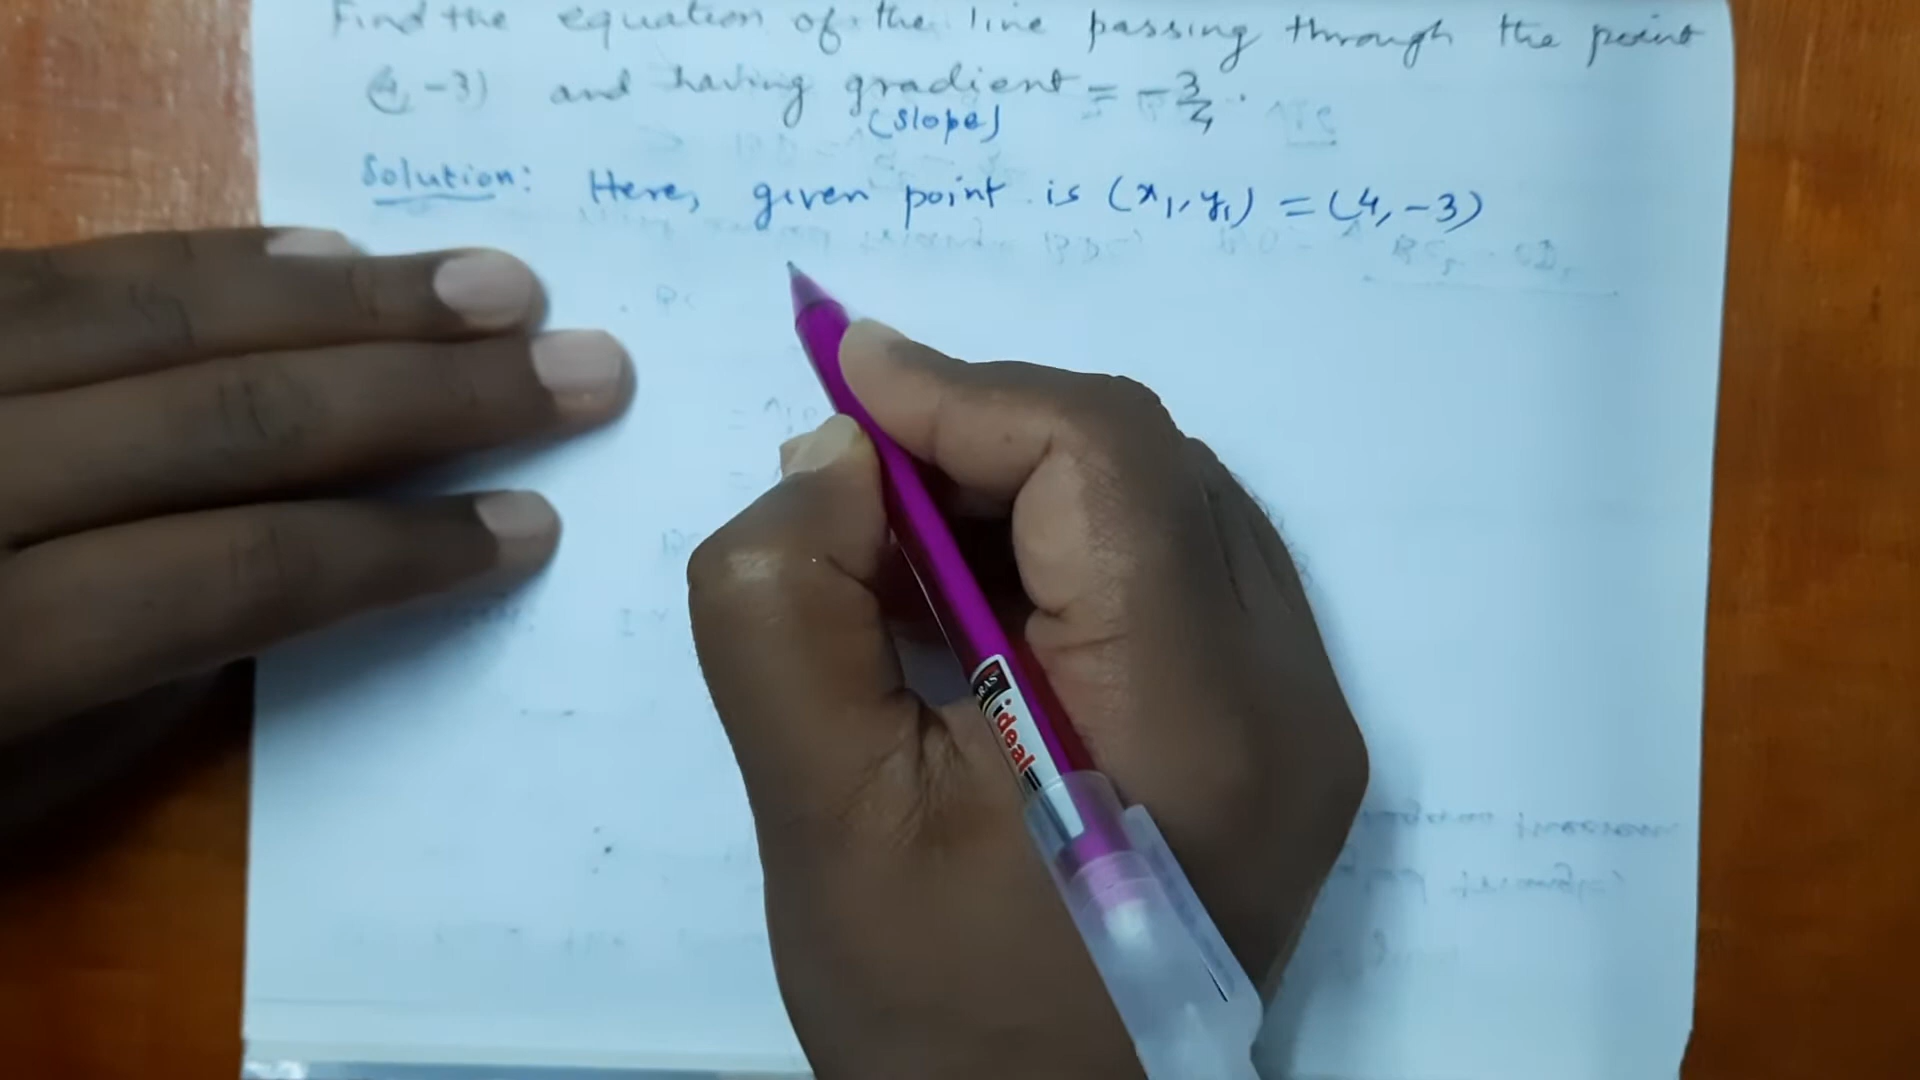 Find the equation of the line passing through the point
(4, -3) and having gradient = -3/4.
(slope)
Solution: Here, given point is (x₁, y₁) = (4, -3)
ideal